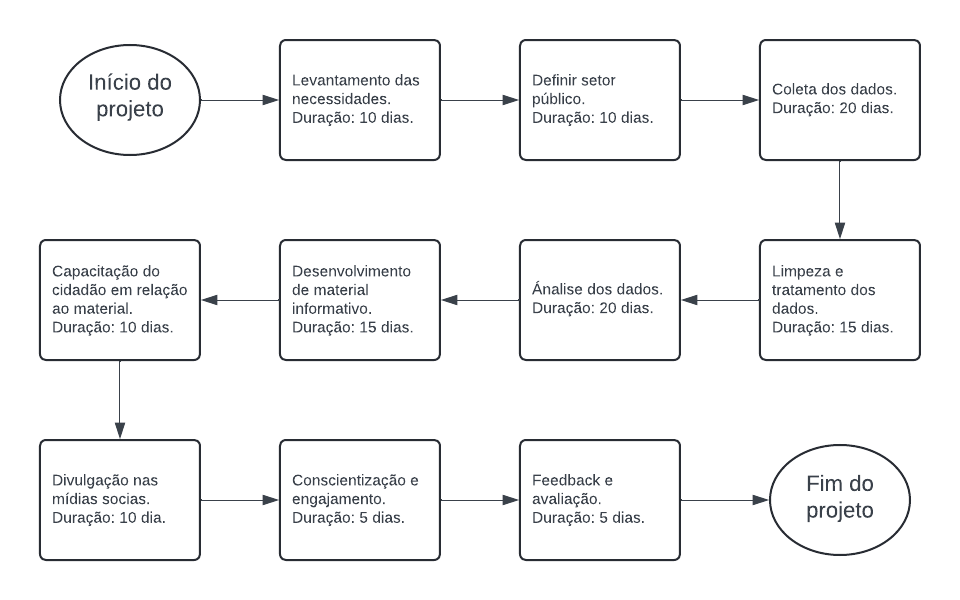 Início do
projeto
Levantamento das
necessidades.
Duração: 10 dias.
Definir setor
público.
Duração: 10 dias.
Coleta dos dados.
Duração: 20 dias.
Limpeza e
tratamento dos
dados.
Duração: 15 dias.
Ánalise dos dados.
Duração: 20 dias.
Desenvolvimento
de material
informativo.
Duração: 15 dias.
Capacitação do
cidadão em relação
ao material.
Duração: 10 dias.
Divulgação nas
mídias socias.
Duração: 10 dia.
Conscientização e
engajamento.
Duração: 5 dias.
Feedback e
avaliação.
Duração: 5 dias.
Fim do
projeto